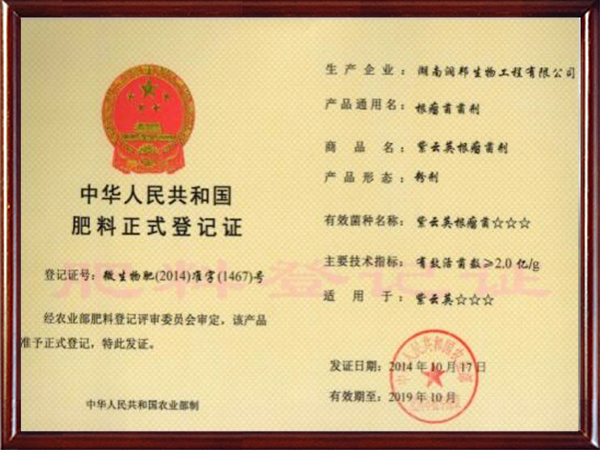 中华人民共和国
肥料正式登记证
登记证号：微生物肥(2014)准字(1467)号
经农业部肥料登记评审委员会审定，该产品
准予正式登记，特此发证。
中华人民共和国农业部制
生产企业：湖南润邦生物工程有限公司
产品通用名：根瘤菌菌剂
商品名：紫云英根瘤菌剂
产品形态：粉剂
有效菌种名称：紫云英根瘤菌☆☆☆
主要技术指标：有效活菌数≥2.0亿/g
适用于：紫云英☆☆☆
发证日期：2014年10月17日
有效期至：2019年10月
肥料登记证